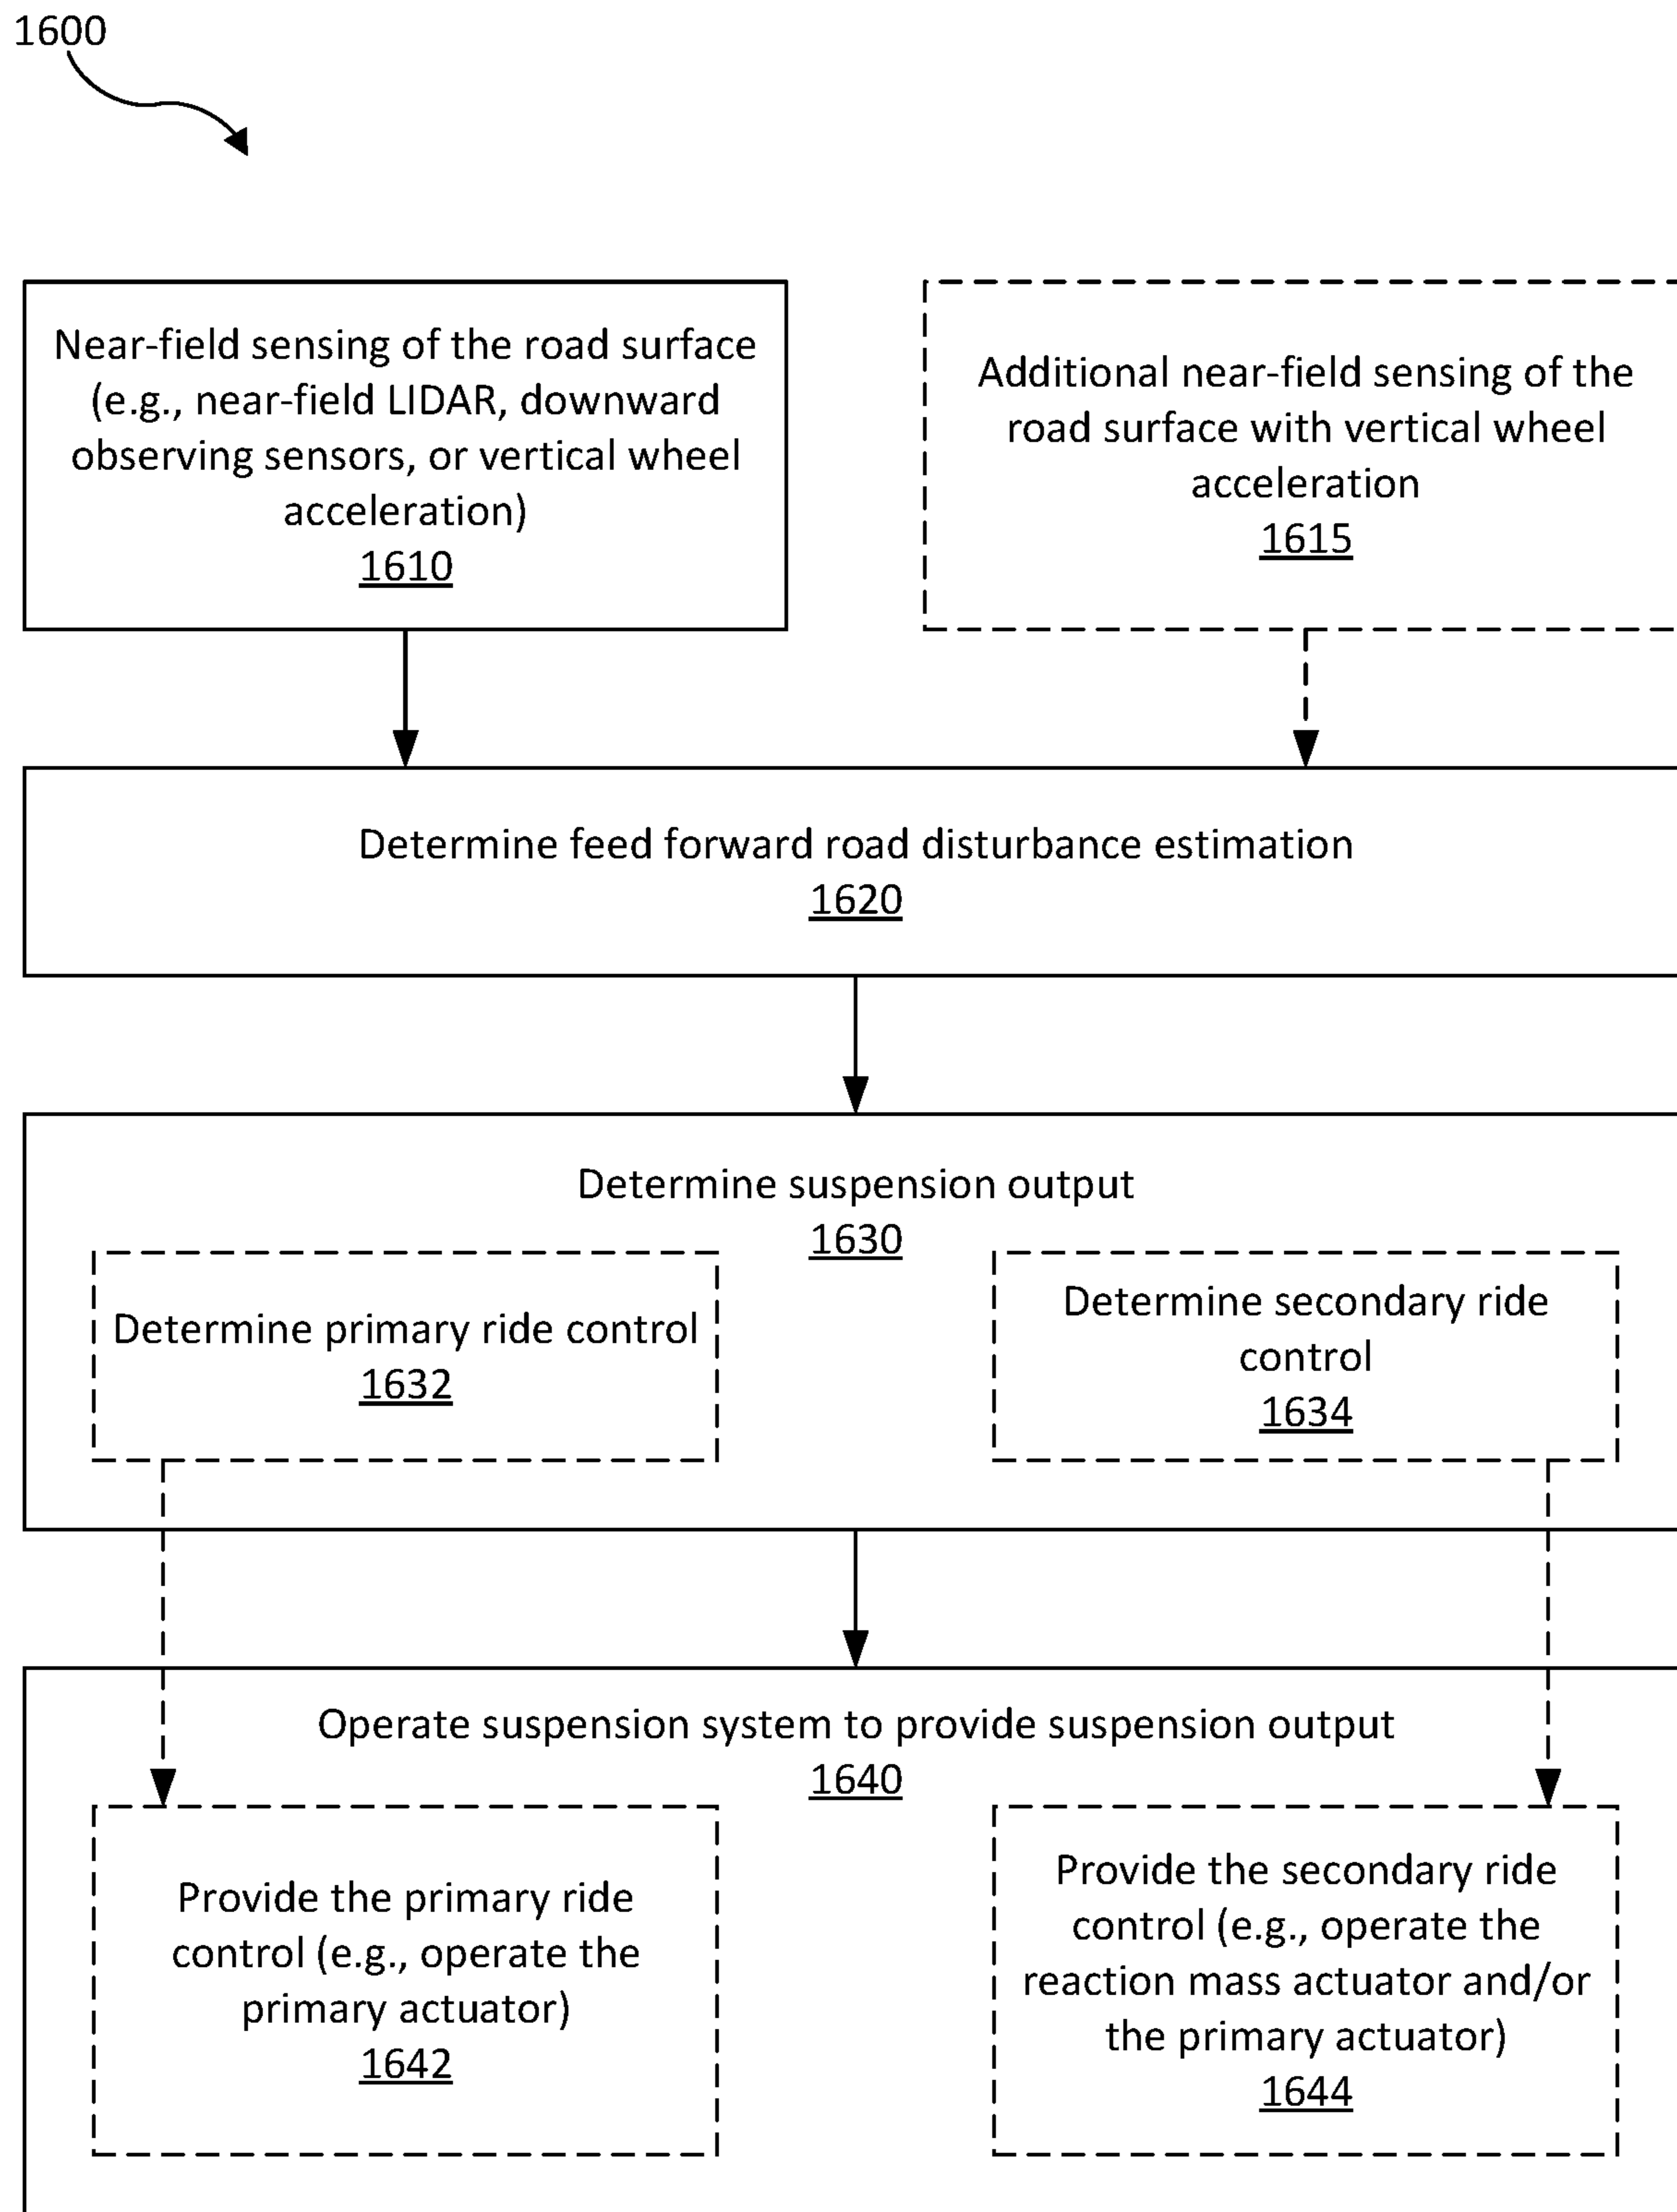 1600
Near-field sensing of the road surface
(e.g., near-field LIDAR, downward
observing sensors, or vertical wheel
acceleration)
1610
Additional near-field sensing of the
road surface with vertical wheel
acceleration
1615
Determine feed forward road disturbance estimation
1620
Determine suspension output
1630
Determine primary ride control
1632
Determine secondary ride
control
1634
Operate suspension system to provide suspension output
1640
Provide the primary ride
control (e.g., operate the
primary actuator)
1642
Provide the secondary ride
control (e.g., operate the
reaction mass actuator and/or
the primary actuator)
1644